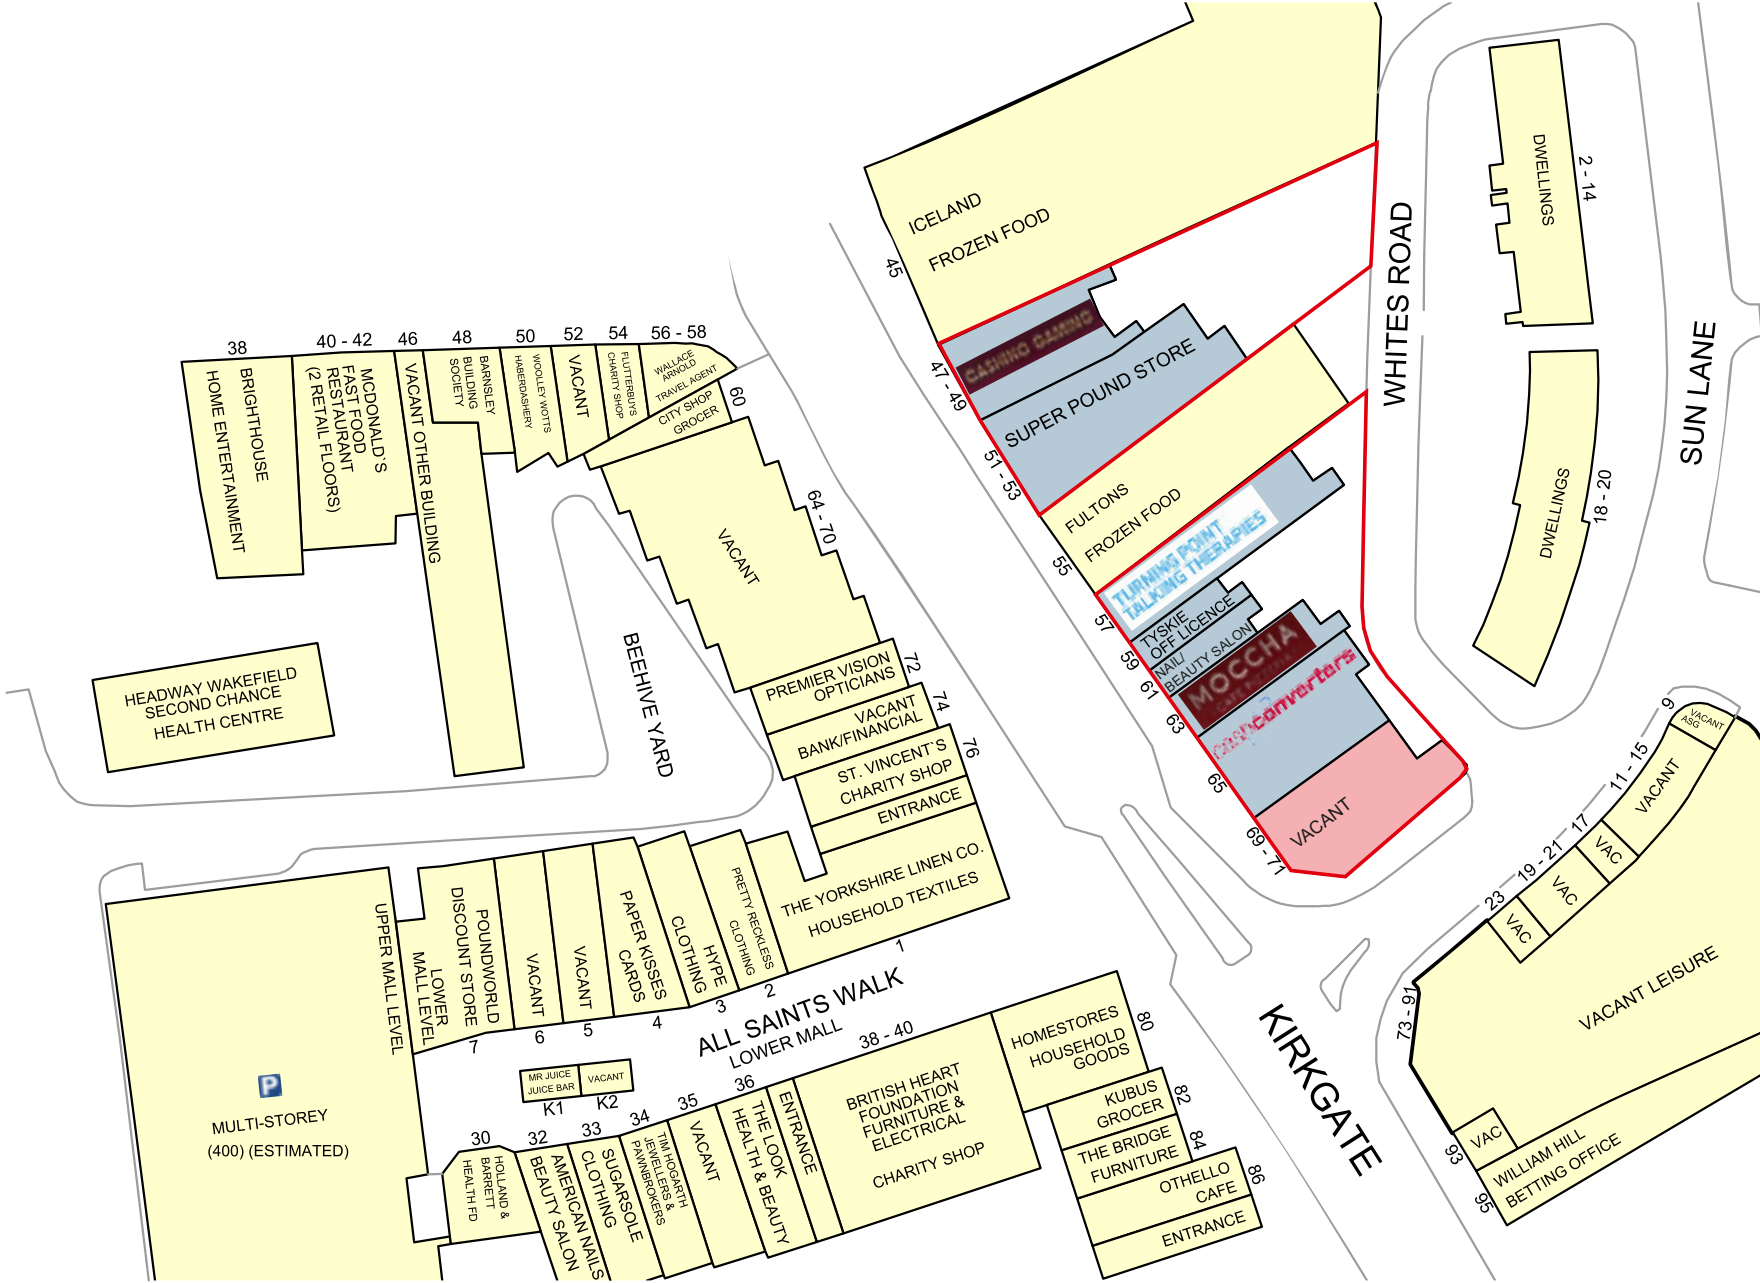 ICELAND
FROZEN FOOD
45
CASHINO GAMING
47 - 49
SUPER POUND STORE
51 - 53
FULTONS
FROZEN FOOD
55
TURNING POINT
TALKING THERAPIES
57
TYSKIE
OFF LICENCE
59
NAIL/
BEAUTY SALON
61
MOCCHA
63
cash converters
65
VACANT
69 - 71
WHITES ROAD
DWELLINGS
2 - 14
DWELLINGS
18 - 20
SUN LANE
38
BRIGHTHOUSE
HOME ENTERTAINMENT
40 - 42
MCDONALD`S
FAST FOOD
RESTAURANT
(2 RETAIL FLOORS)
46
VACANT OTHER BUILDING
48
BARNSLEY
BUILDING
SOCIETY
50
WOOLLEY WOTTS
HABERDASHERY
52
VACANT
54
FLUTTERBUYS
CHARITY SHOP
56 - 58
WALLACE
ARNOLD
TRAVEL AGENT
60
CITY SHOP
GROCER
64 - 70
VACANT
72
PREMIER VISION
OPTICIANS
74
VACANT
BANK/FINANCIAL
76
ST. VINCENT`S
CHARITY SHOP
ENTRANCE
THE YORKSHIRE LINEN CO.
HOUSEHOLD TEXTILES
1
BEEHIVE YARD
HEADWAY WAKEFIELD
SECOND CHANCE
HEALTH CENTRE
UPPER MALL LEVEL
LOWER
MALL LEVEL
POUNDWORLD
DISCOUNT STORE
7
VACANT
6
VACANT
5
PAPER KISSES
CARDS
4
HYPE
CLOTHING
3
PRETTY RECKLESS
CLOTHING
2
ALL SAINTS WALK
LOWER MALL
P
MULTI-STOREY
(400) (ESTIMATED)
MR JUICE
JUICE BAR
K1
VACANT
K2
30
HOLLAND &
BARRETT
HEALTH FD
32
AMERICAN NAILS
BEAUTY SALON
33
SUGARSOLE
CLOTHING
34
TIM HOGARTH
JEWELLERS &
PAWNBROKERS
35
VACANT
36
THE LOOK
HEALTH & BEAUTY
ENTRANCE
38 - 40
BRITISH HEART
FOUNDATION
FURNITURE &
ELECTRICAL
CHARITY SHOP
HOMESTORES
HOUSEHOLD
GOODS
80
KUBUS
GROCER
82
THE BRIDGE
FURNITURE
84
OTHELLO
CAFE
86
ENTRANCE
KIRKGATE
9
VACANT
ASG
11 - 15
VACANT
17
VAC
19 - 21
VAC
23
VAC
73 - 91
VACANT LEISURE
93
VAC
95
WILLIAM HILL
BETTING OFFICE